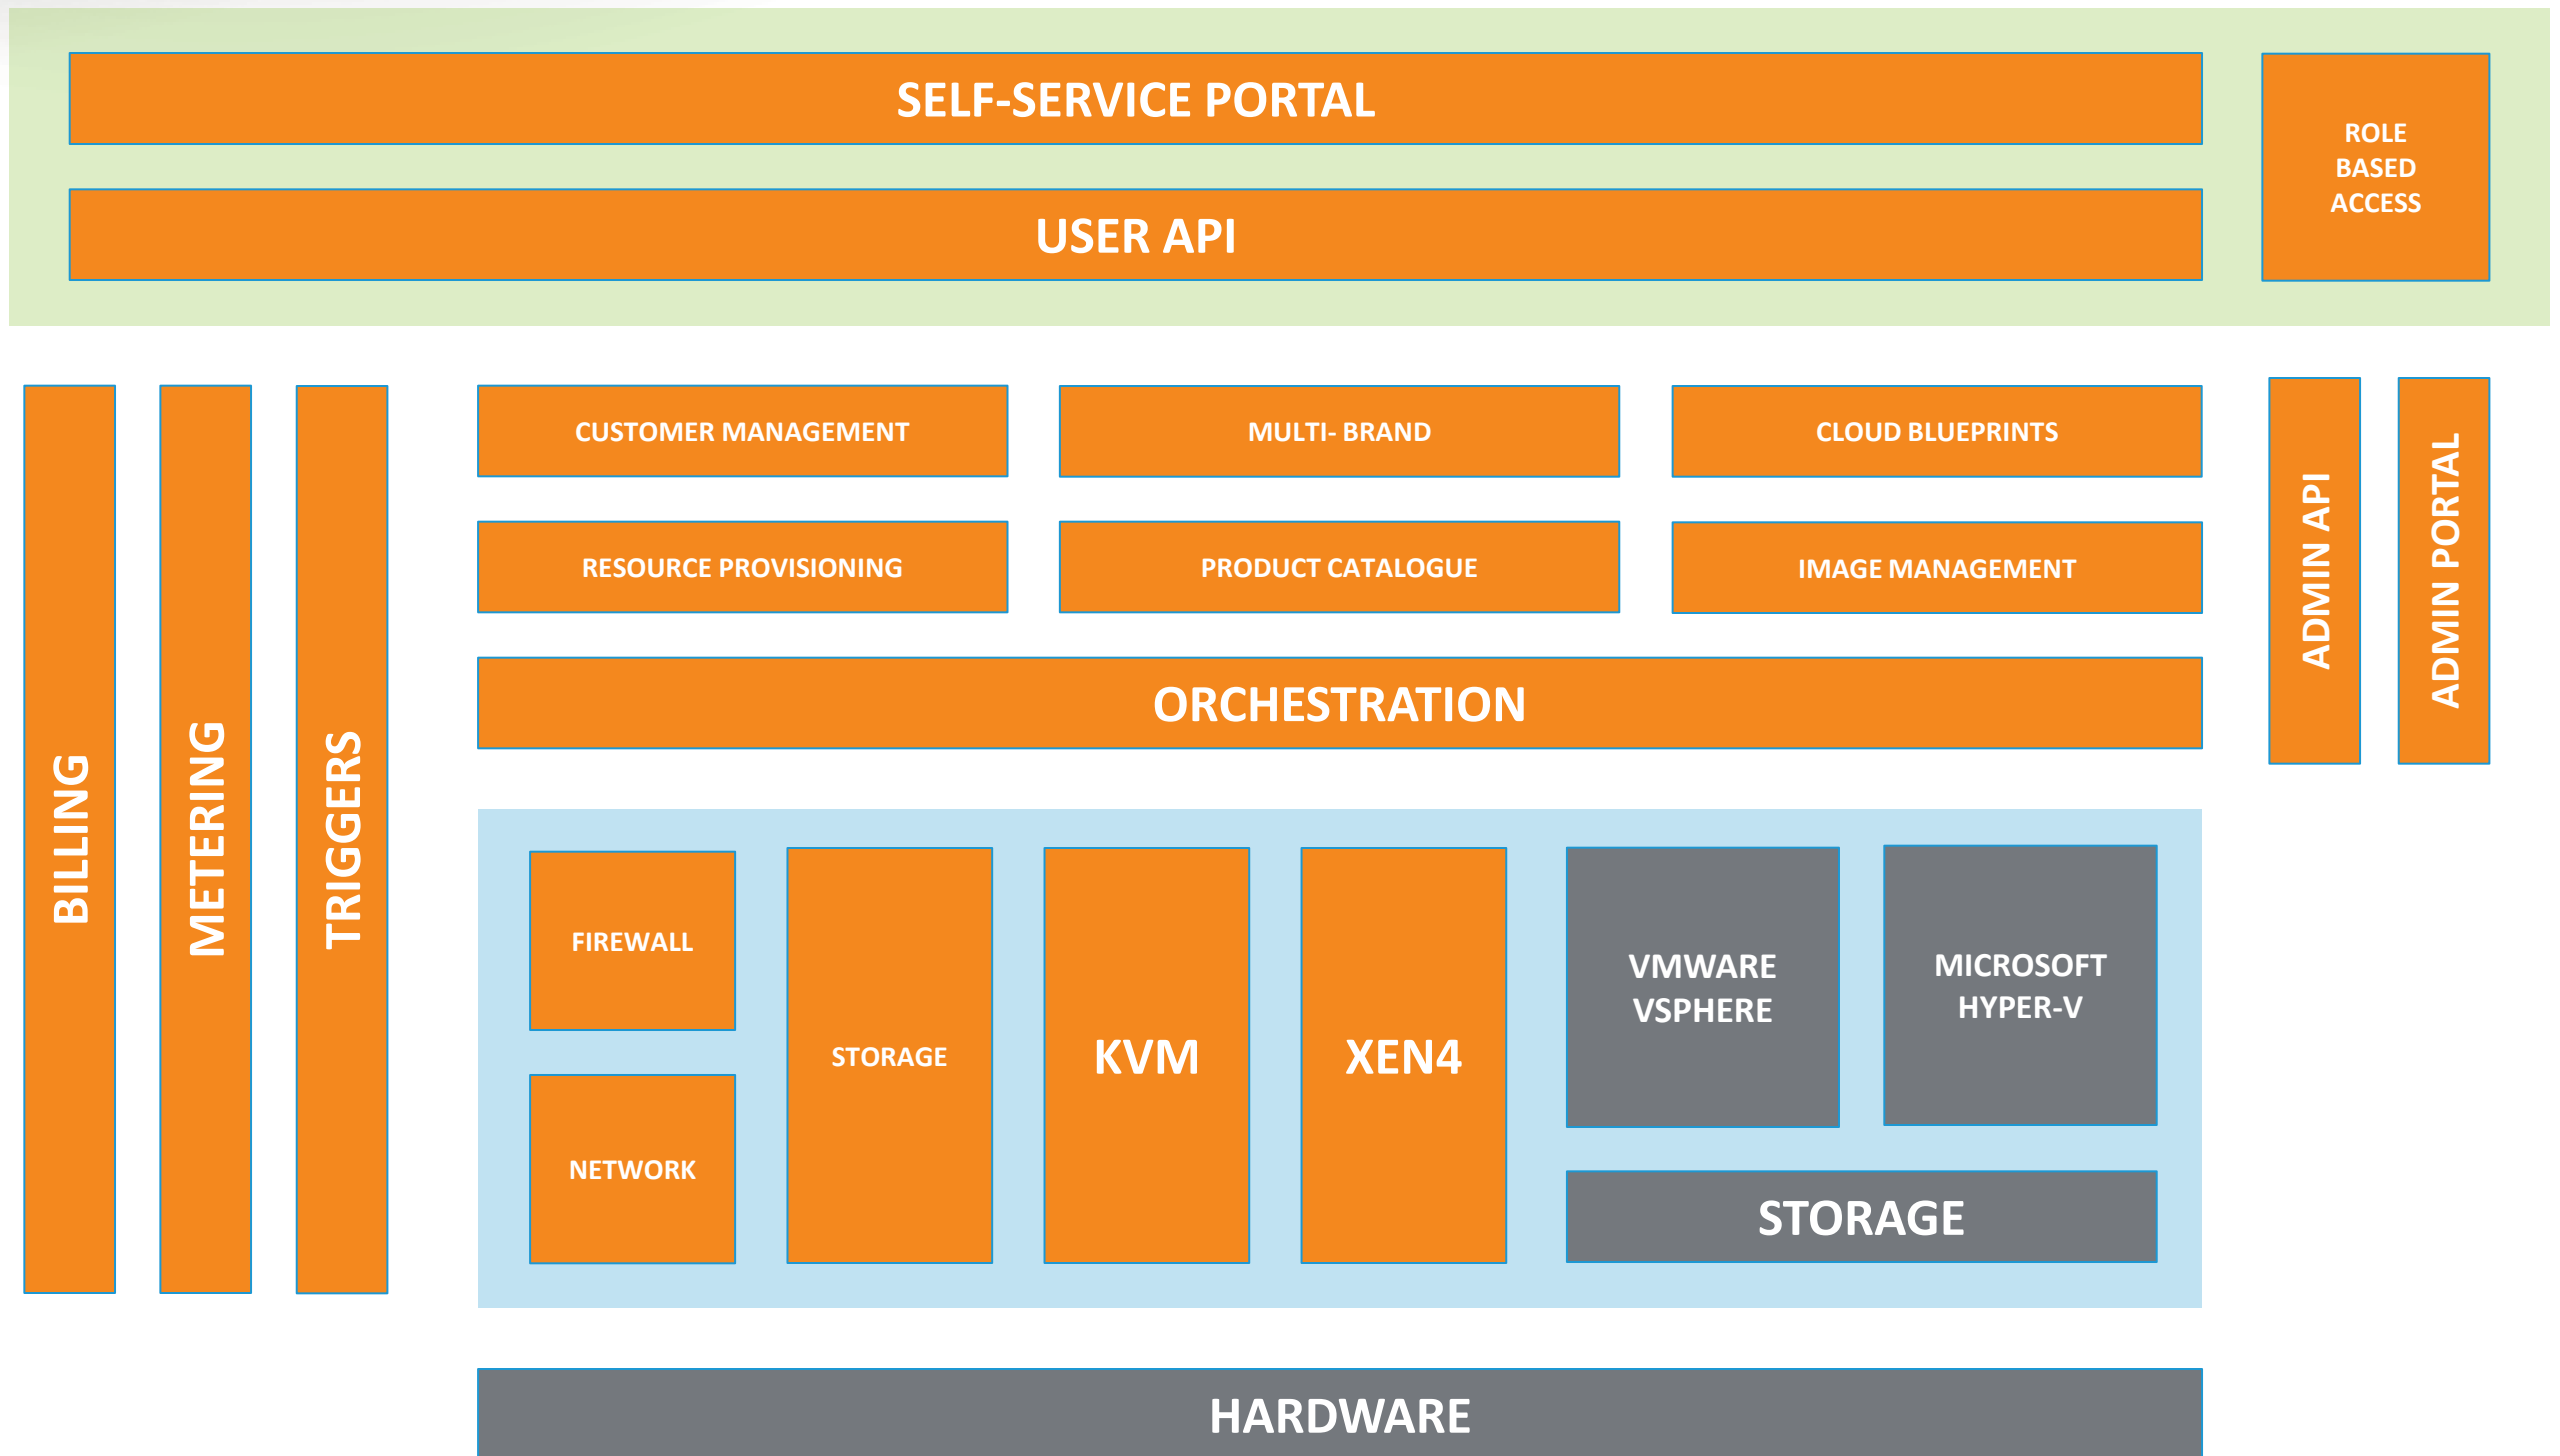 SELF-SERVICE PORTAL
ROLE
BASED
ACCESS
USER API
BILLING
METERING
TRIGGERS
CUSTOMER MANAGEMENT
MULTI- BRAND
CLOUD BLUEPRINTS
RESOURCE PROVISIONING
PRODUCT CATALOGUE
IMAGE MANAGEMENT
ORCHESTRATION
ADMIN API
ADMIN PORTAL
FIREWALL
NETWORK
STORAGE
KVM
XEN4
VMWARE
VSPHERE
MICROSOFT
HYPER-V
STORAGE
HARDWARE